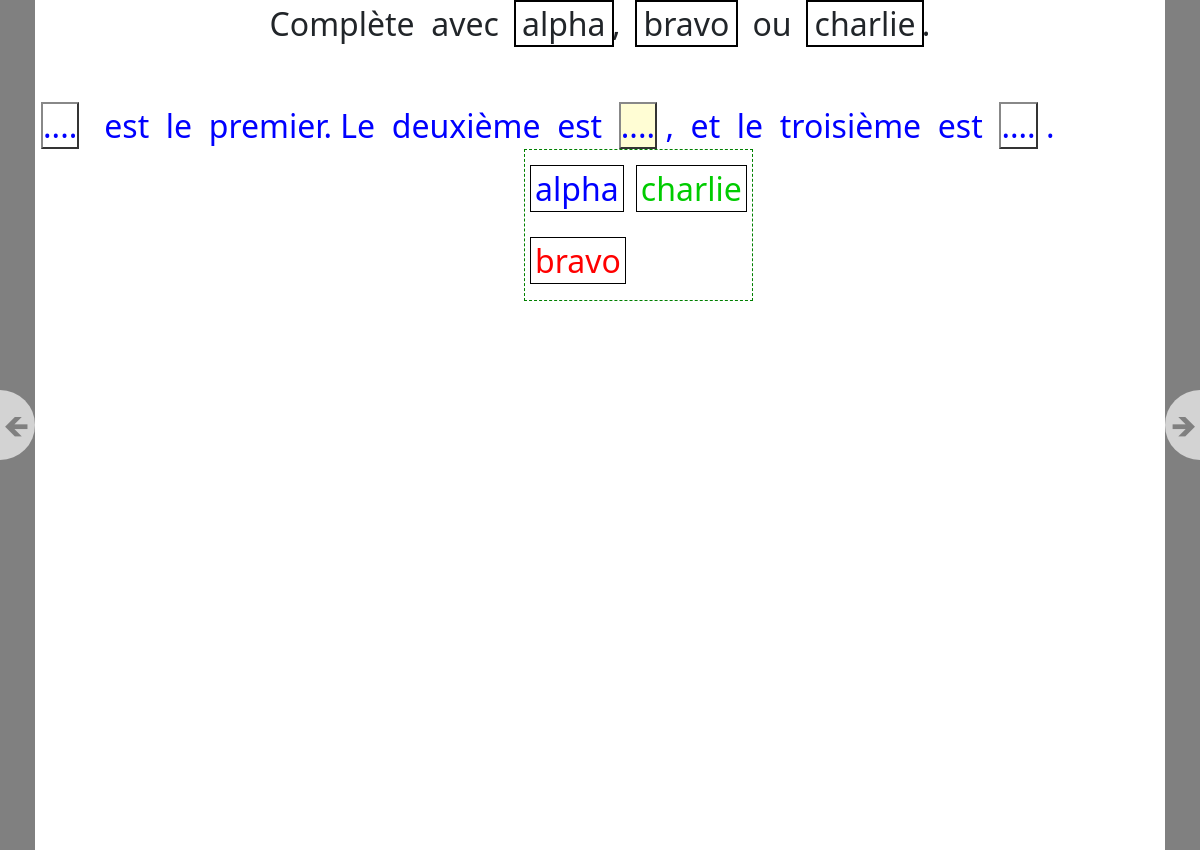 Complète avec alpha, bravo ou charlie.
.... est le premier. Le deuxième est ...., et le troisième est .... .
alpha charlie
bravo